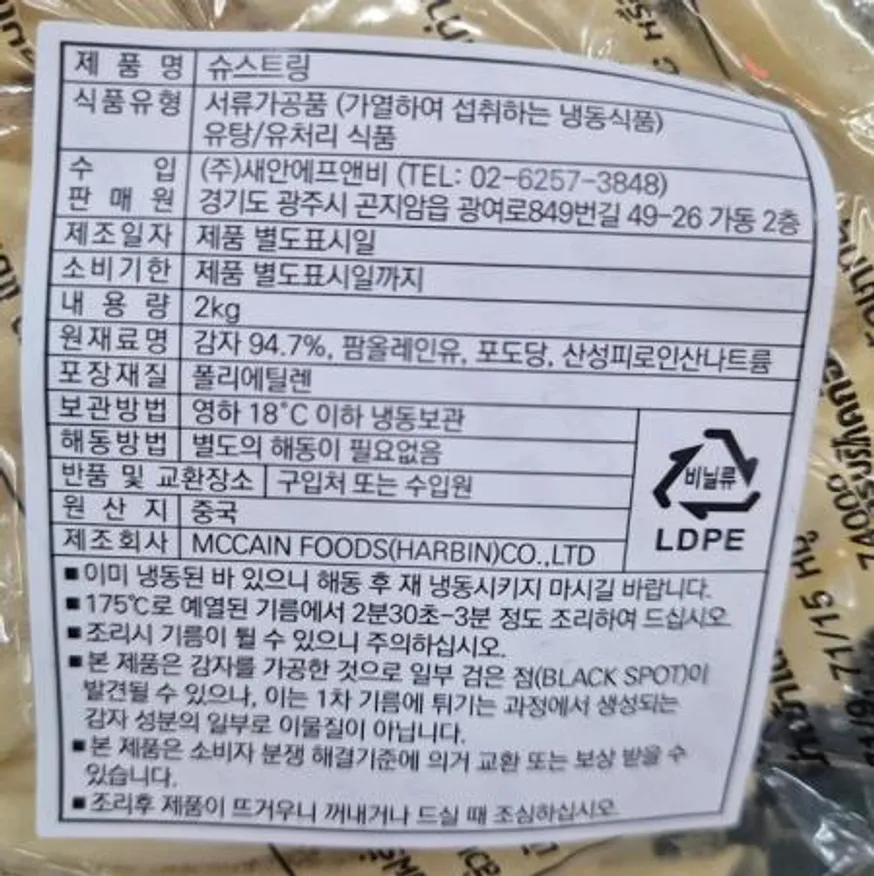 제품명 슈스트링
식품유형 서류가공품 (가열하여 섭취하는 냉동식품)
유탕/유처리 식품
수입 (주)새안에프앤비 (TEL: 02-6257-3848)
판매원 경기도 광주시 곤지암읍 광여로849번길 49-26 가동 2층
제조일자 제품 별도표시일
소비기한 제품 별도표시일까지
내용량 2kg
원재료명 감자 94.7%, 팜올레인유, 포도당, 산성피로인산나트륨
포장재질 폴리에틸렌
보관방법 영하 18°C 이하 냉동보관
해동방법 별도의 해동이 필요없음
반품 및 교환장소 구입처 또는 수입원
원산지 중국
제조회사 MCCAIN FOODS(HARBIN)CO.,LTD
비닐류
LDPE
■이미 냉동된 바 있으니 해동 후 재 냉동시키지 마시길 바랍니다.
■175℃로 예열된 기름에서 2분30초-3분 정도 조리하여 드십시오
■조리시 기름이 튈 수 있으니 주의하십시오.
■본 제품은 감자를 가공한 것으로 일부 검은 점(BLACK SPOT)이
발견될 수 있으나, 이는 1차 기름에 튀기는 과정에서 생성되는
감자 성분의 일부로 이물질이 아닙니다.
■본 제품은 소비자 분쟁 해결기준에 의거 교환 또는 보상 받을 수
있습니다.
■조리후 제품이 뜨거우니 꺼내거나 드실 때 조심하십시오